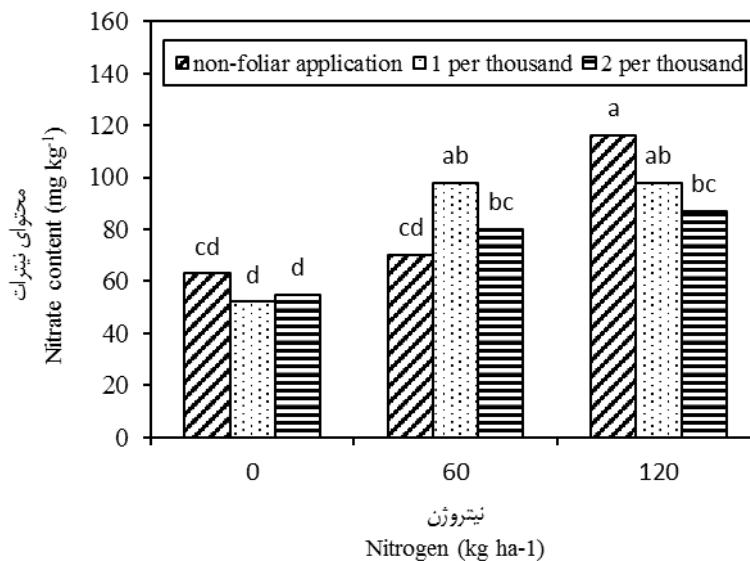 160
140
120
100
80
60
40
20
0
محتوای نیترات
Nitrate content (mg kg-1)
non-foliar application 1 per thousand 2 per thousand
cd d d
cd ab bc
a ab bc
0 60 120
نیتروژن
Nitrogen (kg ha-1)